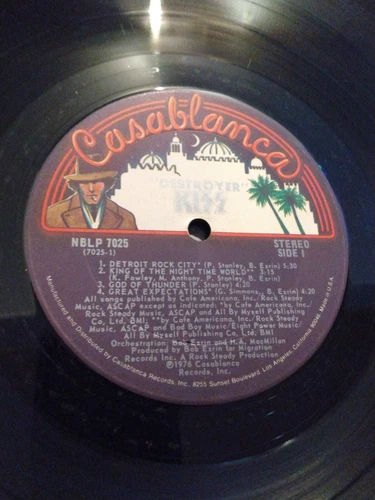 Casablanca
"DESTROYER"
KISS
NBLP 7025
(7025-1)
STEREO
SIDE 1
1. DETROIT ROCK CITY* (P. Stanley, B. Ezrin) 5:30
2. KING OF THE NIGHT TIME WORLD** 3:15
(K. Fowley, M. Anthony, P. Stanley, B. Ezrin)
3. GOD OF THUNDER (P. Stanley) 4:20
4. GREAT EXPECTATIONS* (G. Simmons, B. Ezrin) 4:20
All songs published by Cafe Americana, Inc./Rock Steady
Music, ASCAP except as indicated: *by Cafe Americana, Inc./
Rock Steady Music, ASCAP and All By Myself Publishing
Co. Ltd. BMI; **by Cafe Americana, Inc./Rock Steady
Music, ASCAP and Bad Boy Music/Eight Power Music/
All By Myself Publishing Co. Ltd. BMI
Orchestration: Bob Ezrin and H.A. MacMillan
Produced by Bob Ezrin for Migration
Records Inc. A Rock Steady Production
℗1976 Casablanca
Records, Inc.
Manufactured and Distributed by Casablanca Records, Inc. 8255 Sunset Boulevard, Los Angeles, California 90046 Made in U.S.A.